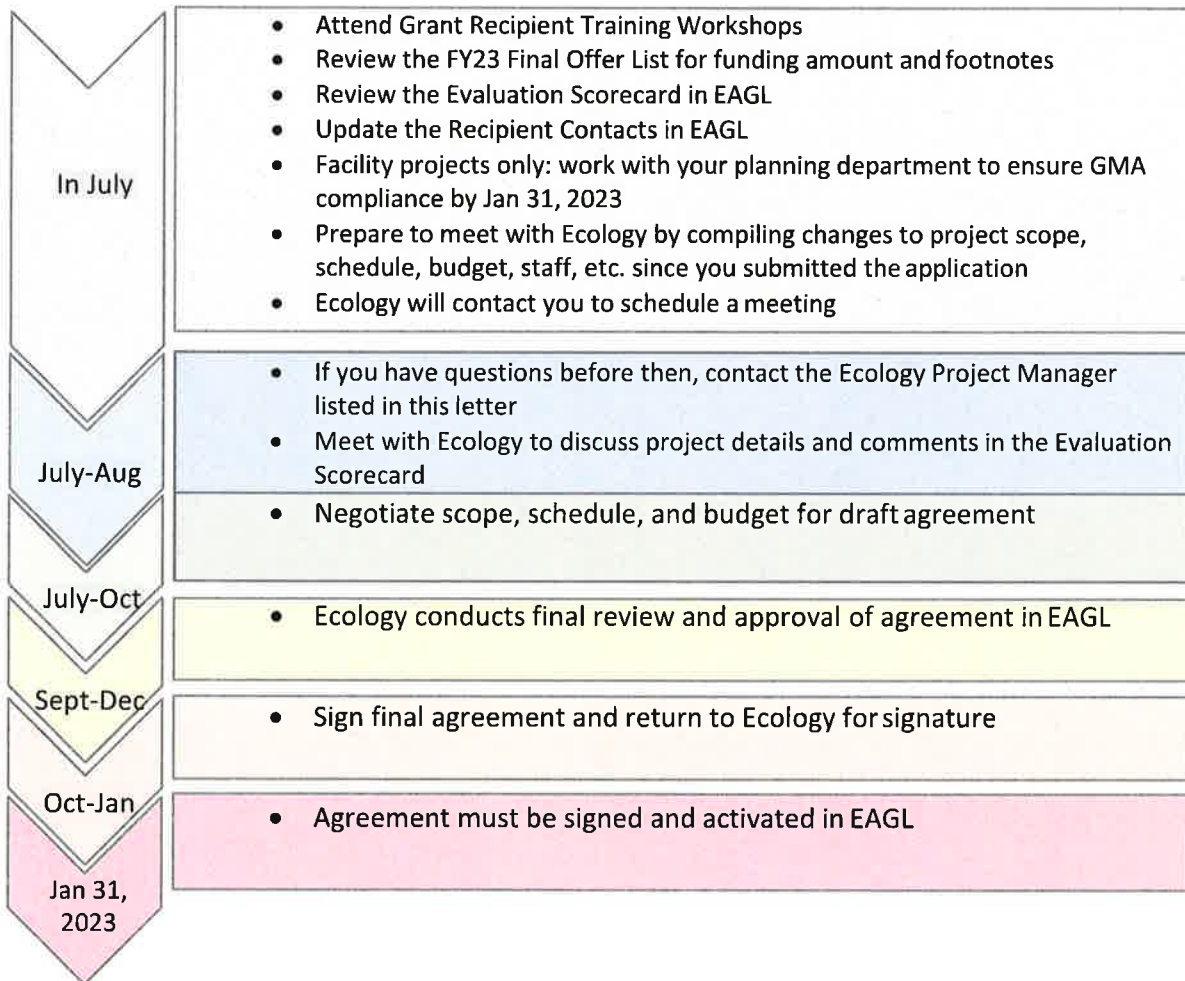 In July
• Attend Grant Recipient Training Workshops
• Review the FY23 Final Offer List for funding amount and footnotes
• Review the Evaluation Scorecard in EAGL
• Update the Recipient Contacts in EAGL
• Facility projects only: work with your planning department to ensure GMA
compliance by Jan 31, 2023
• Prepare to meet with Ecology by compiling changes to project scope,
schedule, budget, staff, etc. since you submitted the application
• Ecology will contact you to schedule a meeting
July-Aug
• If you have questions before then, contact the Ecology Project Manager
listed in this letter
• Meet with Ecology to discuss project details and comments in the Evaluation
Scorecard
July-Oct
• Negotiate scope, schedule, and budget for draft agreement
Sept-Dec
• Ecology conducts final review and approval of agreement in EAGL
Oct-Jan
• Sign final agreement and return to Ecology for signature
Jan 31,
2023
• Agreement must be signed and activated in EAGL